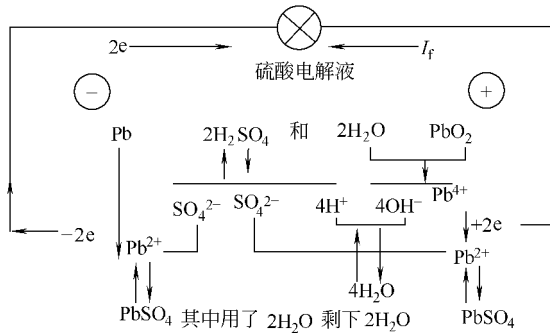 2e I_f
硫酸电解液
− +
Pb 2H₂SO₄ 和 2H₂O PbO₂
Pb⁴⁺
SO₄²⁻ SO₄²⁻ 4H⁺ 4OH⁻
−2e +2e
Pb²⁺ Pb²⁺
4H₂O
PbSO₄ 其中用了 2H₂O 剩下 2H₂O PbSO₄